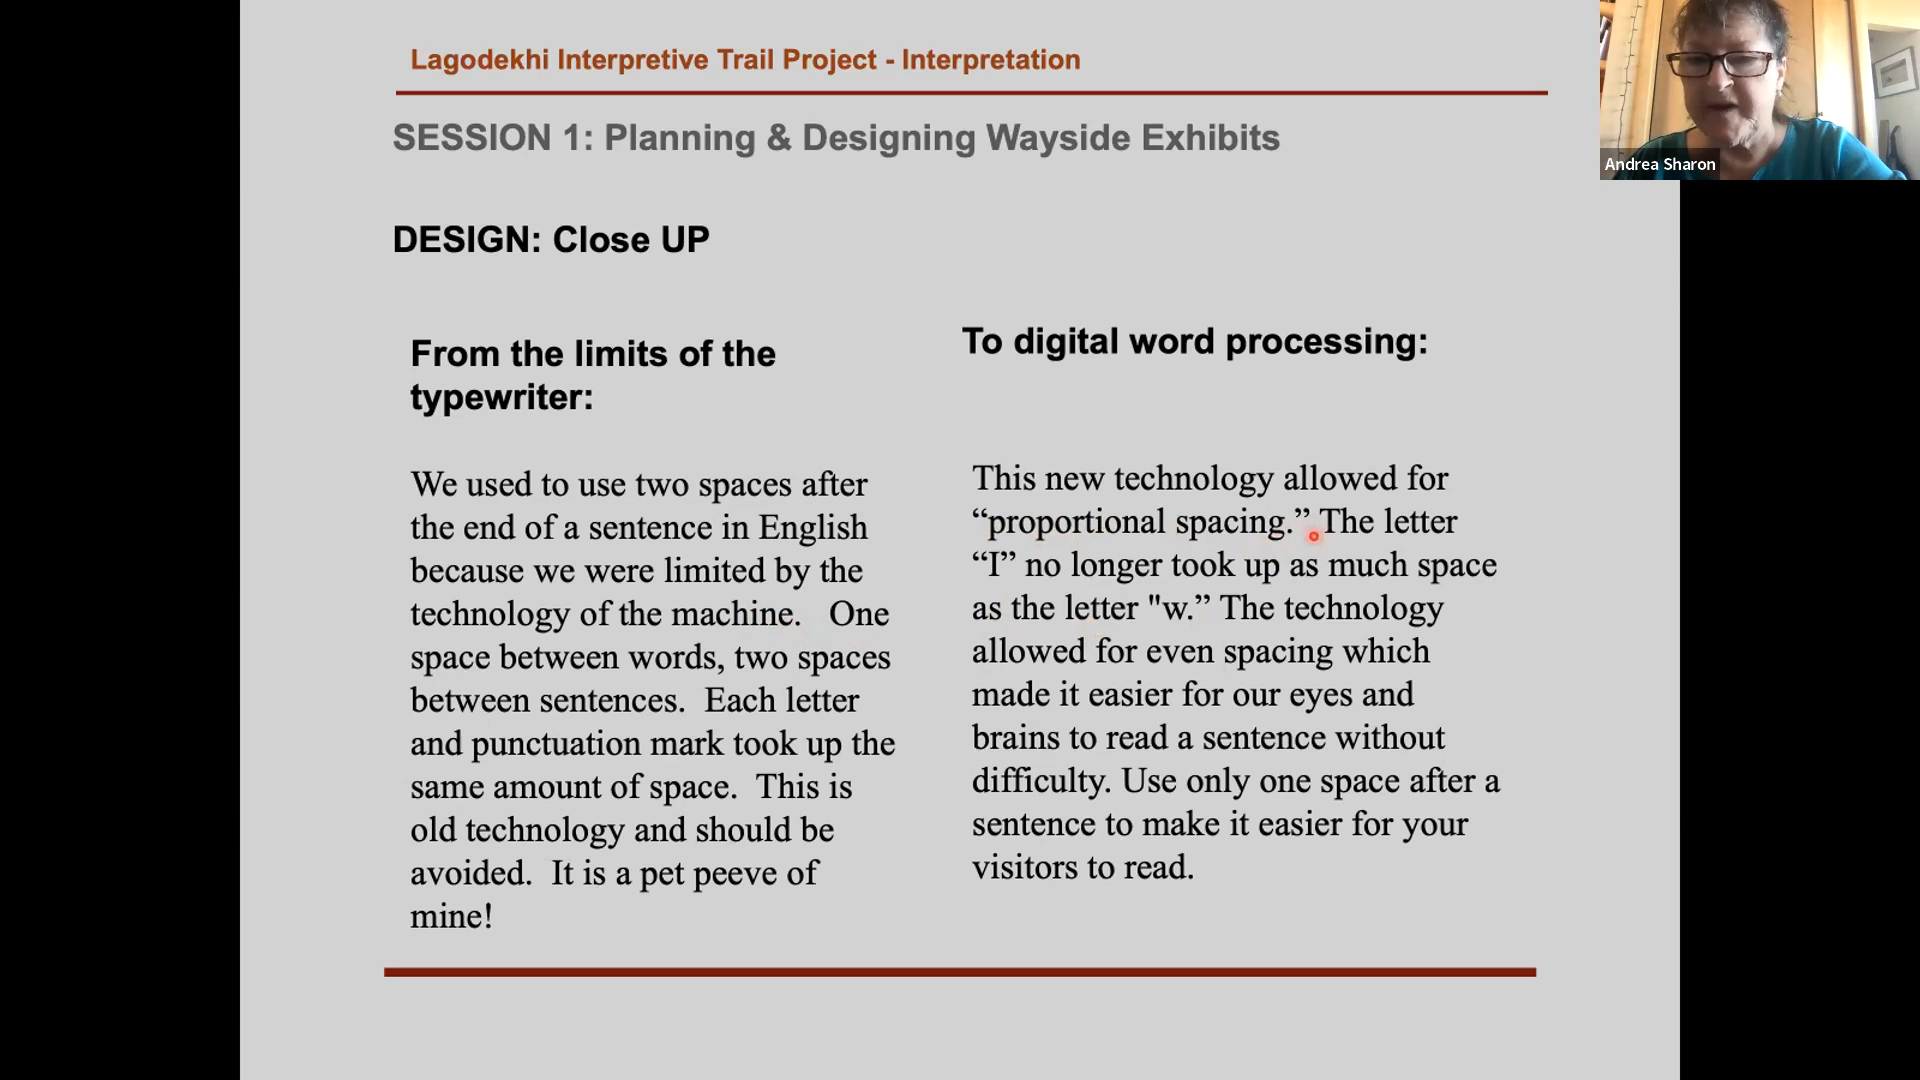 Lagodekhi Interpretive Trail Project - Interpretation
SESSION 1: Planning & Designing Wayside Exhibits
Andrea Sharon
DESIGN: Close UP
From the limits of the
typewriter:
We used to use two spaces after
the end of a sentence in English
because we were limited by the
technology of the machine.   One
space between words, two spaces
between sentences.  Each letter
and punctuation mark took up the
same amount of space.  This is
old technology and should be
avoided.  It is a pet peeve of
mine!
To digital word processing:
This new technology allowed for
“proportional spacing.” The letter
“I” no longer took up as much space
as the letter "w.” The technology
allowed for even spacing which
made it easier for our eyes and
brains to read a sentence without
difficulty. Use only one space after a
sentence to make it easier for your
visitors to read.